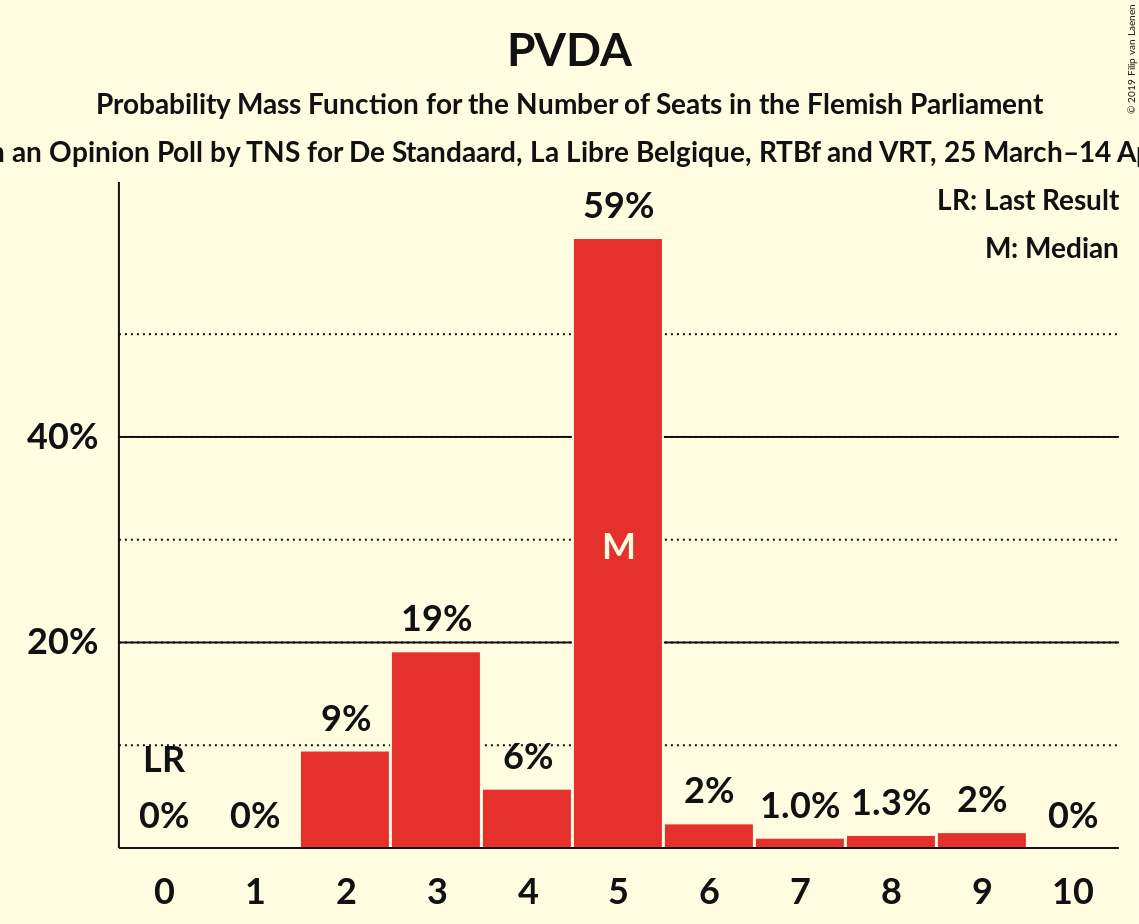 PVDA
Probability Mass Function for the Number of Seats in the Flemish Parliament
an Opinion Poll by TNS for De Standaard, La Libre Belgique, RTBf and VRT, 25 March–14
© 2019 Filip van Laenen
LR: Last Result
M: Median
59%
40%
M
19%
20%
9%
LR
6%
2%
1.0%
1.3%
2%
0%
0%
0%
0 1 2 3 4 5 6 7 8 9 10